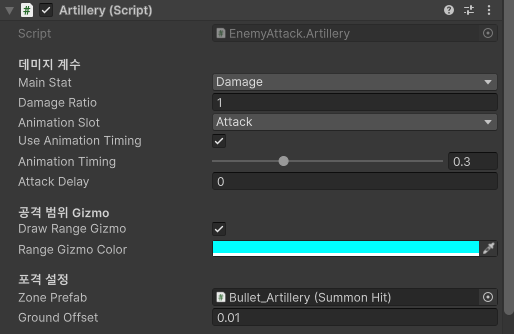 # Artillery (Script)
Script # EnemyAttack.Artillery
데미지 계수
Main Stat Damage
Damage Ratio 1
Animation Slot Attack
Use Animation Timing
Animation Timing 0.3
Attack Delay 0
공격 범위 Gizmo
Draw Range Gizmo
Range Gizmo Color
포격 설정
Zone Prefab # Bullet_Artillery (Summon Hit)
Ground Offset 0.01